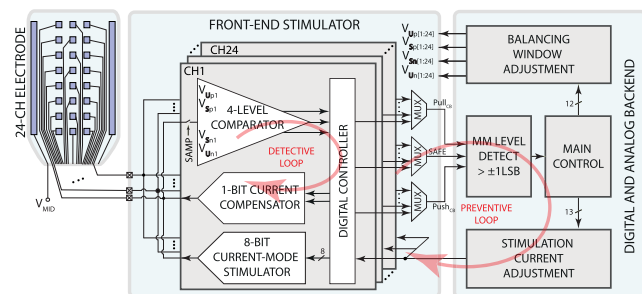 24-CH ELECTRODE
V_MID
FRONT-END STIMULATOR
CH24
CH1
V_Up1
V_Sp1
V_Sn1
V_Un1
4-LEVEL
COMPARATOR
SAMP
DETECTIVE
LOOP
1-BIT CURRENT
COMPENSATOR
8-BIT
CURRENT-MODE
STIMULATOR
8
DIGITAL CONTROLLER
MUX
MUX
MUX
Pull_CB
SAFE
Push_CB
V_Up[1:24]
V_Sp[1:24]
V_Sn[1:24]
V_Un[1:24]
PREVENTIVE
LOOP
BALANCING
WINDOW
ADJUSTMENT
12
MM LEVEL
DETECT
> ±1LSB
MAIN
CONTROL
13
STIMULATION
CURRENT
ADJUSTMENT
DIGITAL AND ANALOG BACKEND